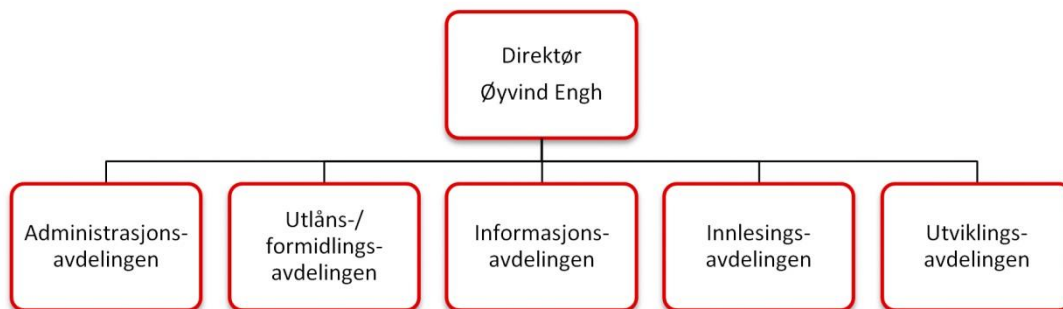 Direktør
Øyvind Engh
Administrasjons-
avdelingen
Utlåns-/
formidlings-
avdelingen
Informasjons-
avdelingen
Innlesings-
avdelingen
Utviklings-
avdelingen